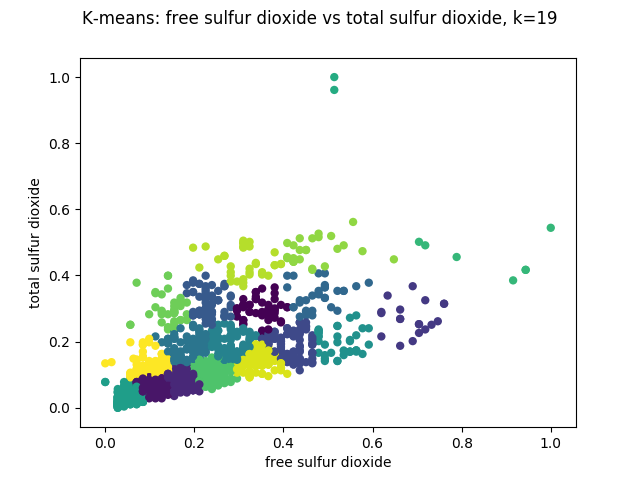 K-means: free sulfur dioxide vs total sulfur dioxide, k=19
1.0
0.8
0.6
0.4
0.2
0.0
total sulfur dioxide
0.0 0.2 0.4 0.6 0.8 1.0
free sulfur dioxide